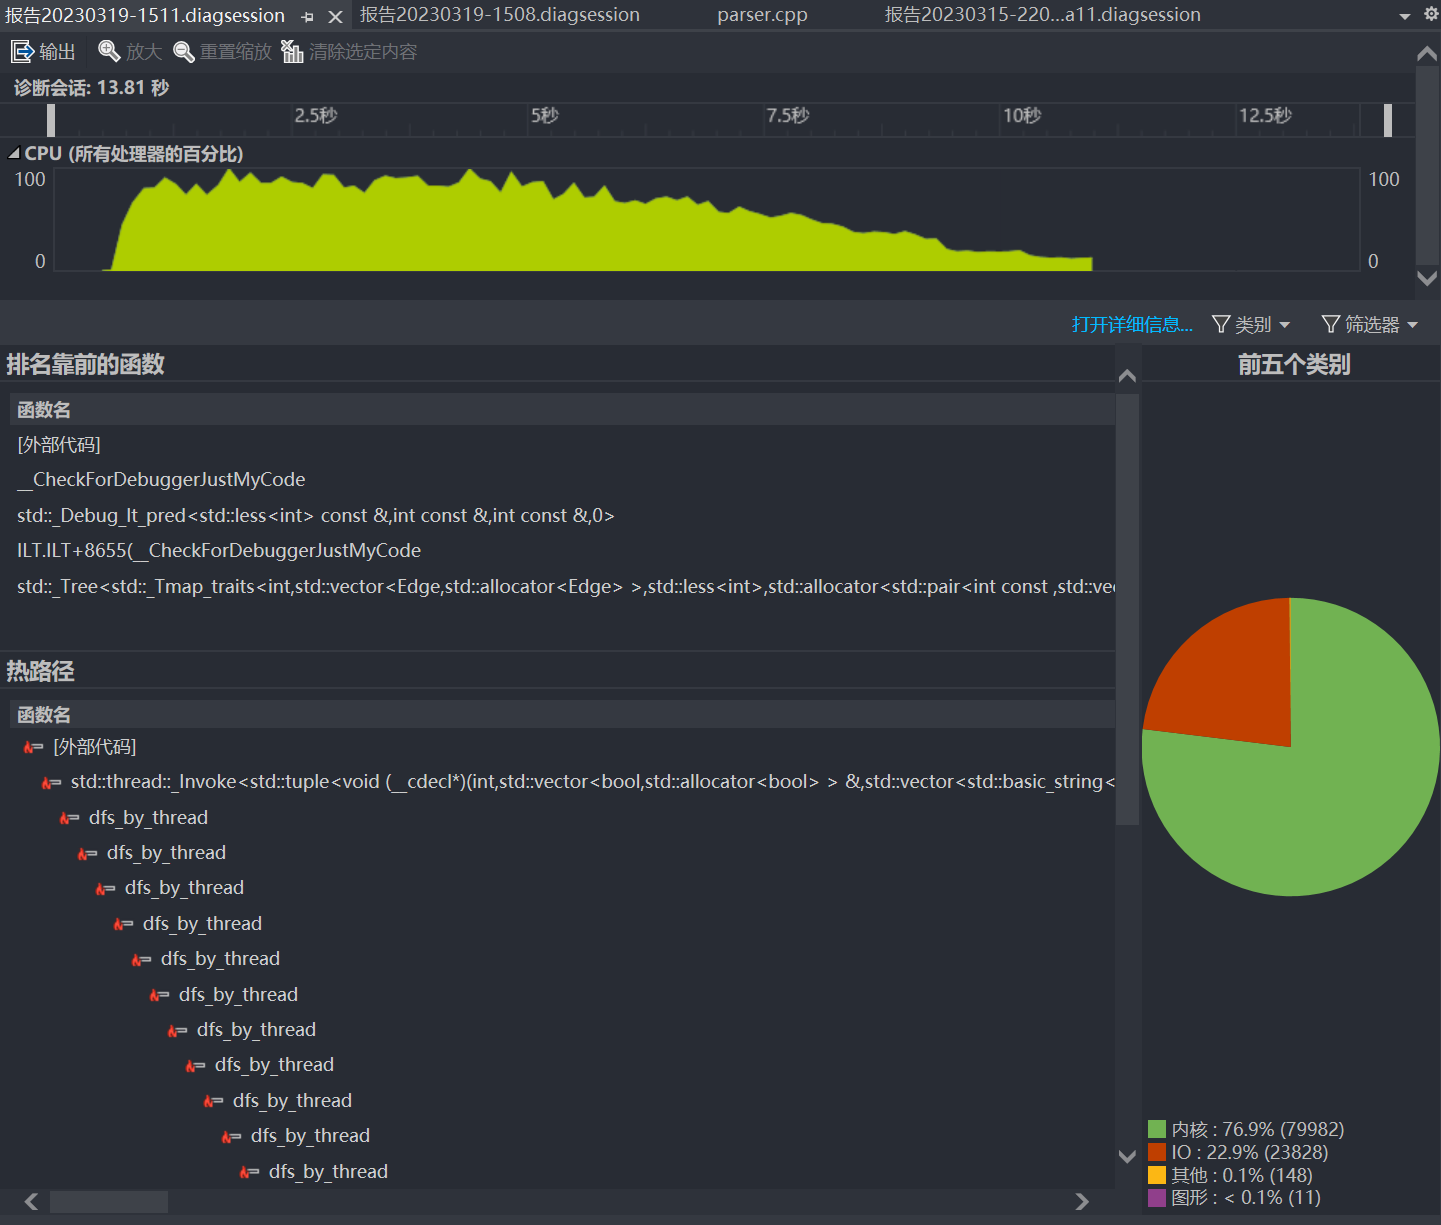 报告20230319-1511.diagsession 报告20230319-1508.diagsession parser.cpp 报告20230315-220...a11.diagsession
输出 放大 重置缩放 清除选定内容
诊断会话: 13.81 秒
2.5秒 5秒 7.5秒 10秒 12.5秒
CPU (所有处理器的百分比)
100 100
0 0
打开详细信息... 类别 筛选器
排名靠前的函数
函数名
[外部代码]
__CheckForDebuggerJustMyCode
std::_Debug_lt_pred<std::less<int> const &,int const &,int const &,0>
ILT.ILT+8655(__CheckForDebuggerJustMyCode
std::_Tree<std::_Tmap_traits<int,std::vector<Edge,std::allocator<Edge> >,std::less<int>,std::allocator<std::pair<int const ,std::vec
热路径
函数名
[外部代码]
std::thread::_Invoke<std::tuple<void (__cdecl*)(int,std::vector<bool,std::allocator<bool> > &,std::vector<std::basic_string<
dfs_by_thread
dfs_by_thread
dfs_by_thread
dfs_by_thread
dfs_by_thread
dfs_by_thread
dfs_by_thread
dfs_by_thread
dfs_by_thread
dfs_by_thread
dfs_by_thread
前五个类别
内核 : 76.9% (79982)
IO : 22.9% (23828)
其他 : 0.1% (148)
图形 : < 0.1% (11)